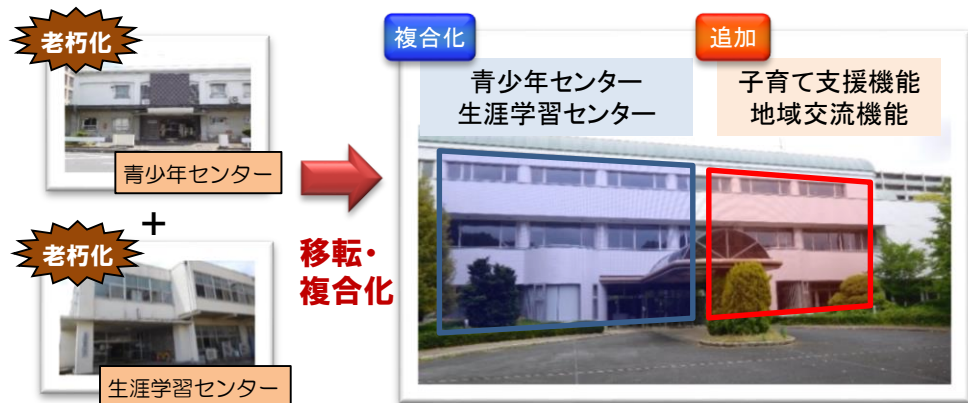 老朽化
青少年センター
+
老朽化
生涯学習センター
移転・
複合化
複合化
青少年センター
生涯学習センター
追加
子育て支援機能
地域交流機能